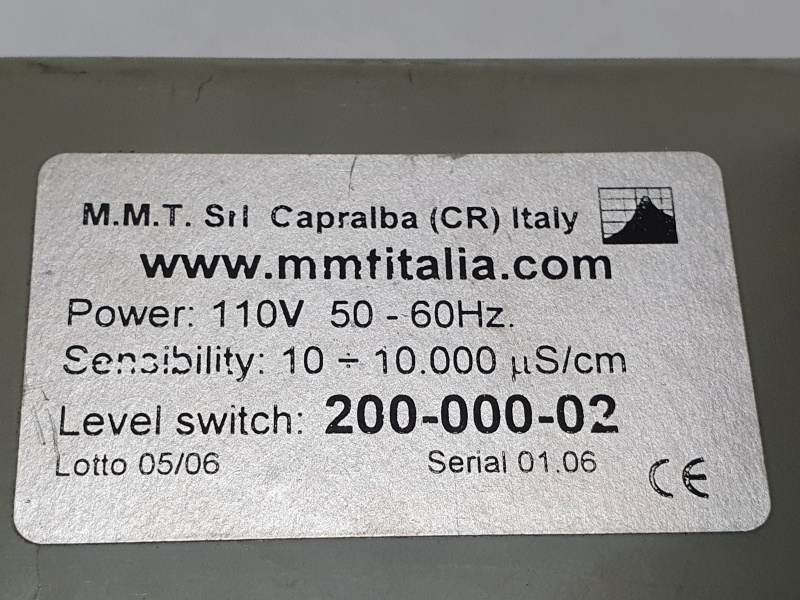 M.M.T. Srl Capralba (CR) Italy
www.mmtitalia.com
Power: 110V 50 - 60Hz.
Sensibility: 10 ÷ 10.000 µS/cm
Level switch: 200-000-02
Lotto 05/06 Serial 01.06
CE